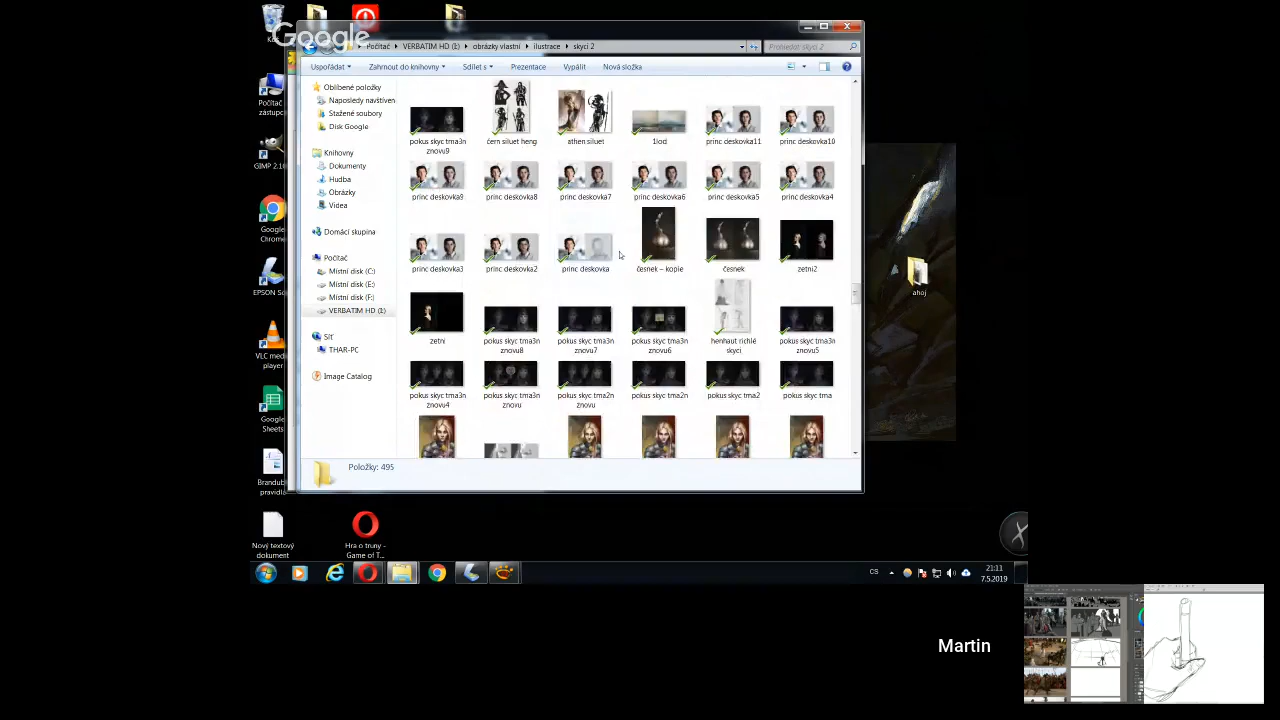 Google
Počítač
VERBATIM HD (I:)
obrázky vlastní
ilustrace
skyci 2
Prohledat: skyci 2
Uspořádat
Zahrnout do knihovny
Sdílet s
Prezentace
Vypálit
Nová složka
Počítač
zástupc
GIMP 2.10
Google
Chrome
EPSON Sc
VLC medi
player
Google
Sheets
Brandub
pravidla
Nový textový
dokument
Hra o truny -
Game of T...
Oblíbené položky
Naposledy navštíven
Stažené soubory
Disk Google
Knihovny
Dokumenty
Hudba
Obrázky
Videa
Domácí skupina
Počítač
Místní disk (C:)
Místní disk (E:)
Místní disk (F:)
VERBATIM HD (I:)
Síť
THAR-PC
Image Catalog
pokus skyc tma3n
znovu9
čern siluet heng
athen siluet
1lod
princ deskovka11
princ deskovka10
princ deskovka9
princ deskovka8
princ deskovka7
princ deskovka6
princ deskovka5
princ deskovka4
princ deskovka3
princ deskovka2
princ deskovka
česnek – kopie
česnek
zetni2
zetni
pokus skyc tma3n
znovu8
pokus skyc tma3n
znovu7
pokus skyc tma3n
znovu6
henhaut richlé
skyci
pokus skyc tma3n
znovu5
pokus skyc tma3n
znovu4
pokus skyc tma3n
znovu
pokus skyc tma2n
znovu
pokus skyc tma2n
pokus skyc tma2
pokus skyc tma
Položky: 495
ahoj
CS
21:11
7.5.2019
Martin